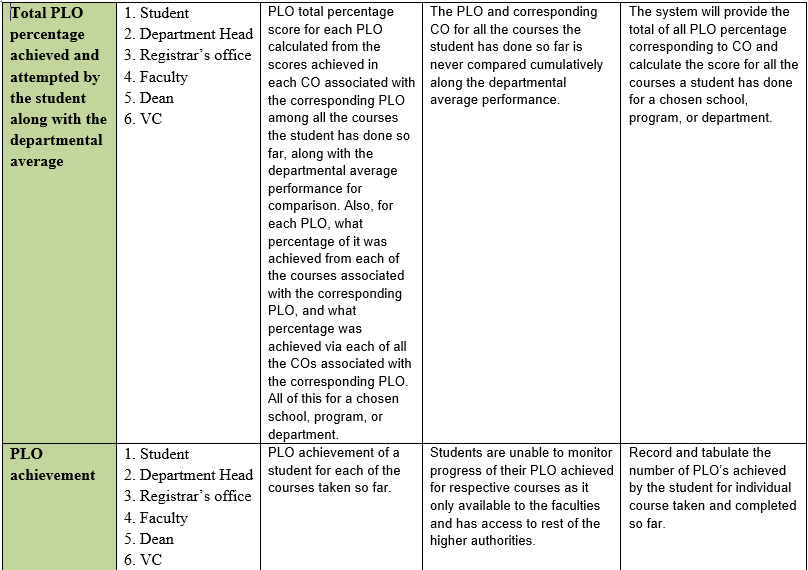 Total PLO
percentage
achieved and
attempted by
the student
along with the
departmental
average
1. Student
2. Department Head
3. Registrar's office
4. Faculty
5. Dean
6. VC
PLO total percentage
score for each PLO
calculated from the
scores achieved in
each CO associated with
the corresponding PLO
among all the courses
the student has done so
far, along with the
departmental average
performance for
comparison. Also, for
each PLO, what
percentage of it was
achieved from each of
the courses associated
with the corresponding
PLO, and what
percentage was
achieved via each of all
the COs associated with
the corresponding PLO.
All of this for a chosen
school, program, or
department.
The PLO and corresponding
CO for all the courses the
student has done so far is
never compared cumulatively
along the departmental
average performance.
The system will provide the
total of all PLO percentage
corresponding to CO and
calculate the score for all the
courses a student has done
for a chosen school,
program, or department.
PLO
achievement
1. Student
2. Department Head
3. Registrar's office
4. Faculty
5. Dean
6. VC
PLO achievement of a
student for each of the
courses taken so far.
Students are unable to monitor
progress of their PLO achieved
for respective courses as it
only available to the faculties
and has access to rest of the
higher authorities.
Record and tabulate the
number of PLO's achieved
by the student for individual
course taken and completed
so far.